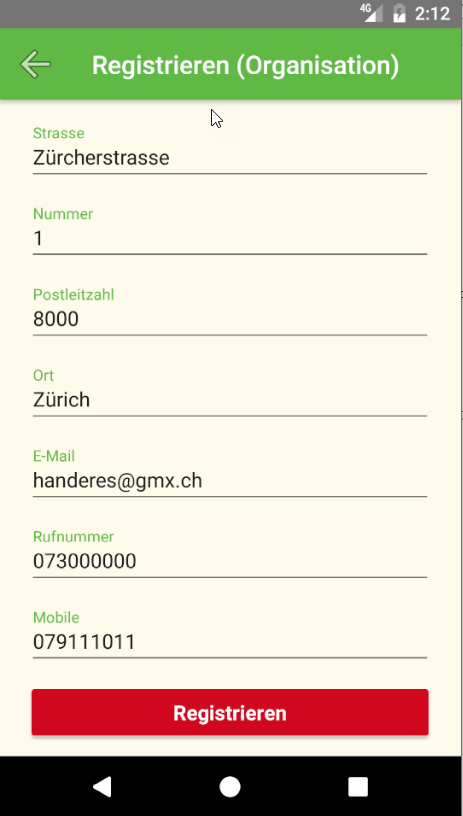 4G 2:12
Registrieren (Organisation)
Strasse
Zürcherstrasse
Nummer
1
Postleitzahl
8000
Ort
Zürich
E-Mail
handeres@gmx.ch
Rufnummer
073000000
Mobile
079111011
Registrieren